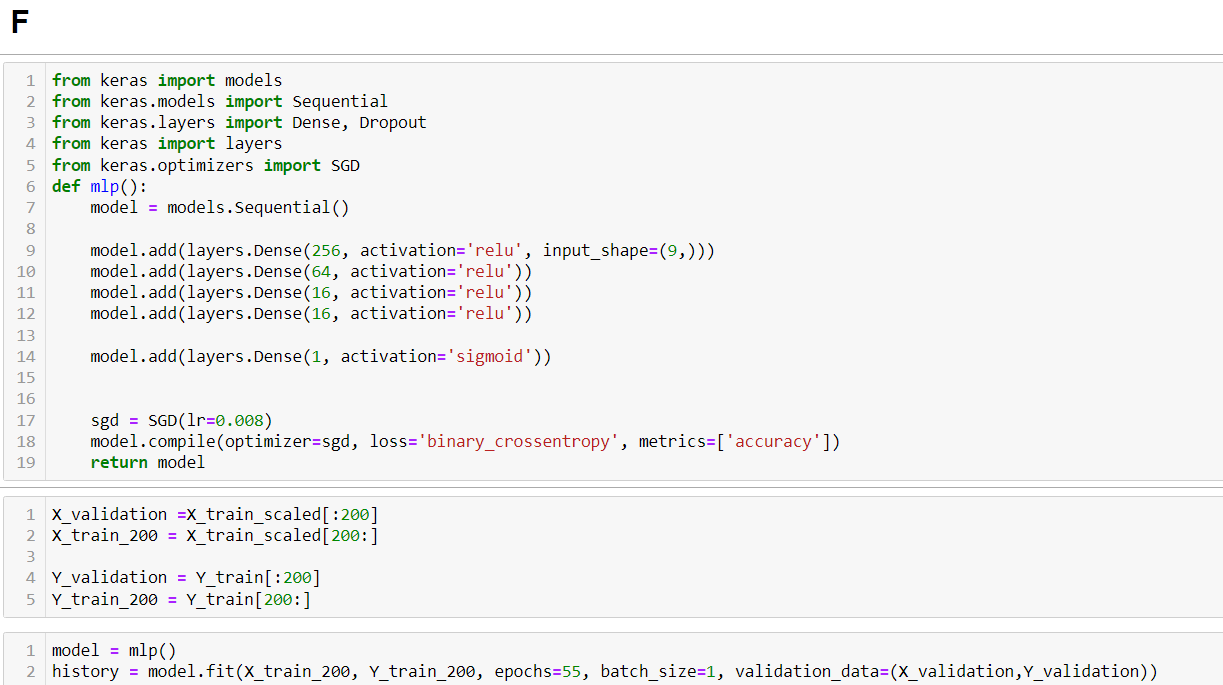 F
1 from keras import models
2 from keras.models import Sequential
3 from keras.layers import Dense, Dropout
4 from keras import layers
5 from keras.optimizers import SGD
6 def mlp():
7     model = models.Sequential()
8
9     model.add(layers.Dense(256, activation='relu', input_shape=(9,)))
10     model.add(layers.Dense(64, activation='relu'))
11     model.add(layers.Dense(16, activation='relu'))
12     model.add(layers.Dense(16, activation='relu'))
13
14     model.add(layers.Dense(1, activation='sigmoid'))
15
16
17     sgd = SGD(lr=0.008)
18     model.compile(optimizer=sgd, loss='binary_crossentropy', metrics=['accuracy'])
19     return model
1 X_validation =X_train_scaled[:200]
2 X_train_200 = X_train_scaled[200:]
3
4 Y_validation = Y_train[:200]
5 Y_train_200 = Y_train[200:]
1 model = mlp()
2 history = model.fit(X_train_200, Y_train_200, epochs=55, batch_size=1, validation_data=(X_validation,Y_validation))